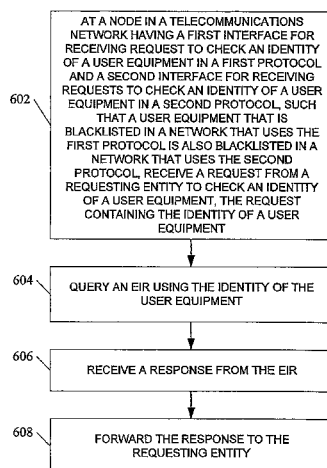 AT A NODE IN A TELECOMMUNICATIONS
NETWORK HAVING A FIRST INTERFACE FOR
RECEIVING REQUEST TO CHECK AN IDENTITY
OF A USER EQUIPMENT IN A FIRST PROTOCOL
AND A SECOND INTERFACE FOR RECEIVING
REQUESTS TO CHECK AN IDENTITY OF A USER
EQUIPMENT IN A SECOND PROTOCOL, SUCH
THAT A USER EQUIPMENT THAT IS
BLACKLISTED IN A NETWORK THAT USES THE
FIRST PROTOCOL IS ALSO BLACKLISTED IN A
NETWORK THAT USES THE SECOND
PROTOCOL, RECEIVE A REQUEST FROM A
REQUESTING ENTITY TO CHECK AN IDENTITY
OF A USER EQUIPMENT, THE REQUEST
CONTAINING THE IDENTITY OF A USER
EQUIPMENT
602
604
QUERY AN EIR USING THE IDENTITY OF THE
USER EQUIPMENT
606
RECEIVE A RESPONSE FROM THE EIR
608
FORWARD THE RESPONSE TO THE
REQUESTING ENTITY